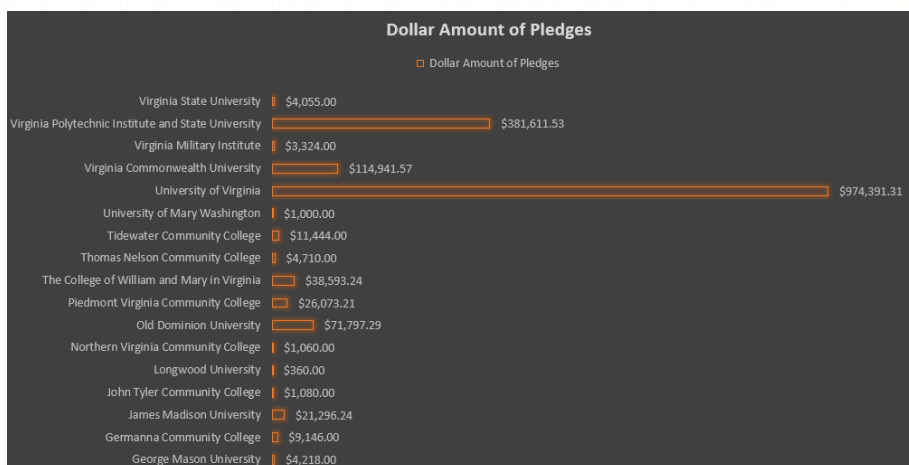 Dollar Amount of Pledges
Dollar Amount of Pledges
Virginia State University $4,055.00
Virginia Polytechnic Institute and State University $381,611.53
Virginia Military Institute $3,324.00
Virginia Commonwealth University $114,941.57
University of Virginia $974,391.31
University of Mary Washington $1,000.00
Tidewater Community College $11,444.00
Thomas Nelson Community College $4,710.00
The College of William and Mary in Virginia $38,593.24
Piedmont Virginia Community College $26,073.21
Old Dominion University $71,797.29
Northern Virginia Community College $1,060.00
Longwood University $360.00
John Tyler Community College $1,080.00
James Madison University $21,296.24
Germanna Community College $9,146.00
George Mason University $4,218.00